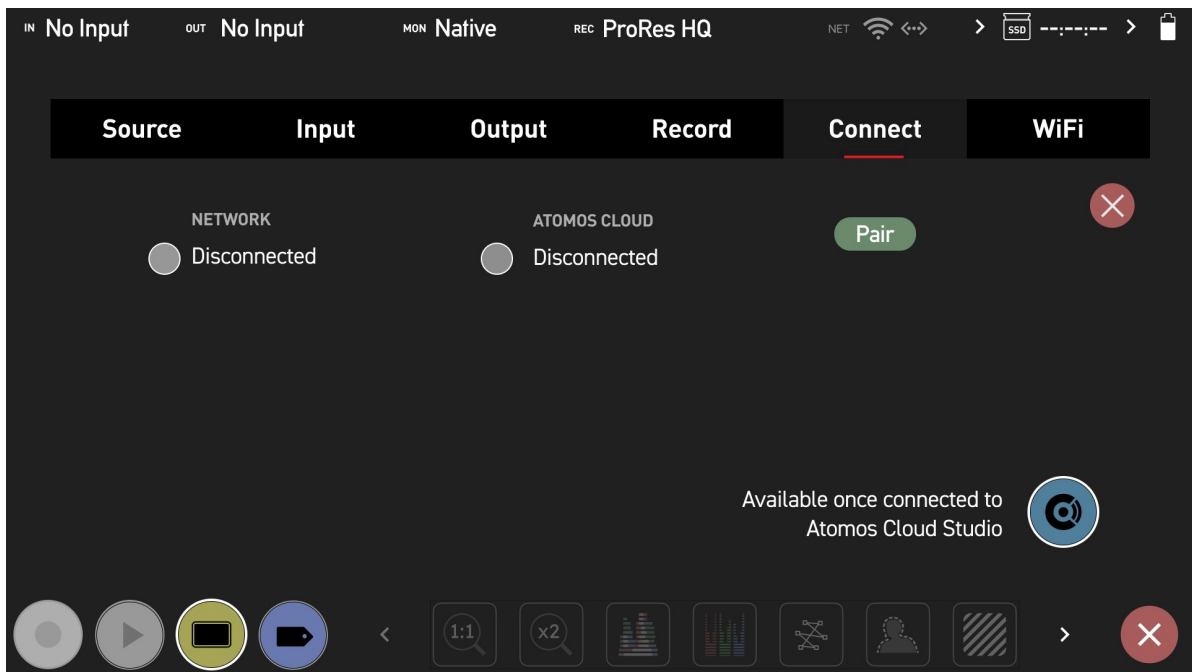 IN No Input OUT No Input MON Native REC ProRes HQ NET SSD --:--:--
Source Input Output Record Connect WiFi
NETWORK
Disconnected
ATOMOS CLOUD
Disconnected
Pair
Available once connected to
Atomos Cloud Studio
1:1 x2